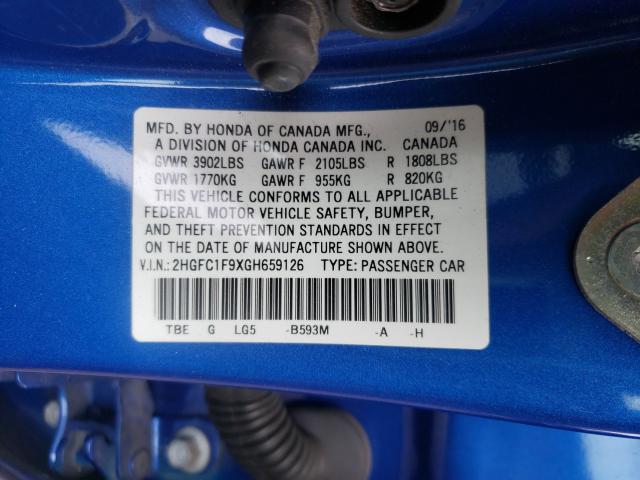 MFD. BY HONDA OF CANADA MFG., 09/'16
A DIVISION OF HONDA CANADA INC. CANADA
GVWR 3902LBS GAWR F 2105LBS R 1808LBS
GVWR 1770KG GAWR F 955KG R 820KG
THIS VEHICLE CONFORMS TO ALL APPLICABLE
FEDERAL MOTOR VEHICLE SAFETY, BUMPER,
AND THEFT PREVENTION STANDARDS IN EFFECT
ON THE DATE OF MANUFACTURE SHOWN ABOVE.
V.I.N.: 2HGFC1F9XGH659126 TYPE: PASSENGER CAR
TBE G LG5 -B593M -A -H